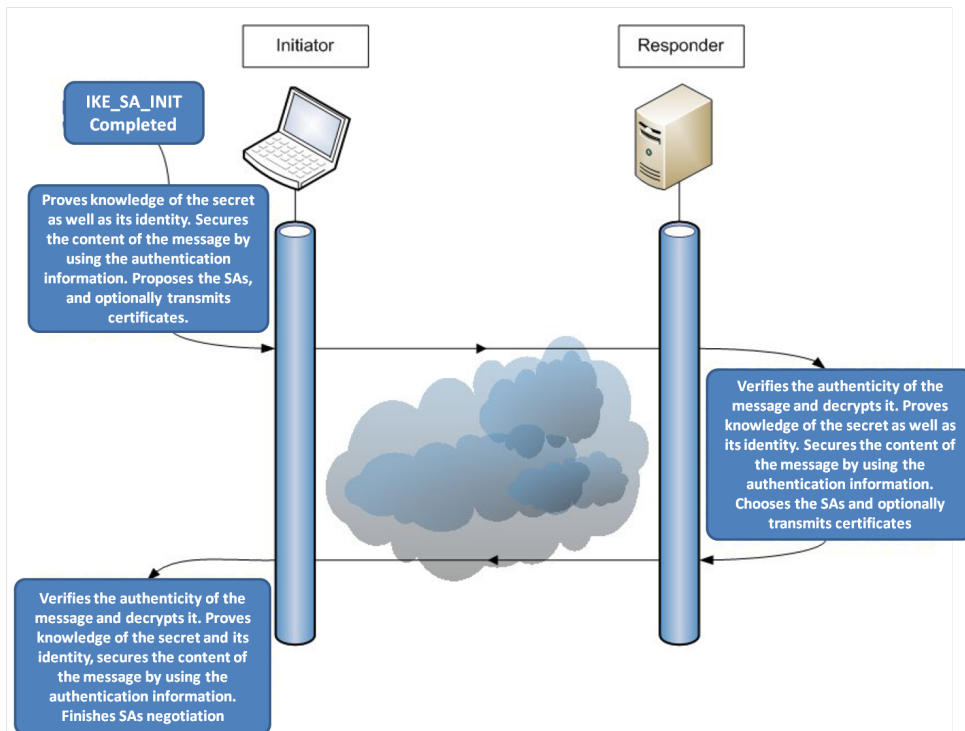 Initiator
Responder
IKE_SA_INIT
Completed
Proves knowledge of the secret
as well as its identity. Secures
the content of the message by
using the authentication
information. Proposes the SAs,
and optionally transmits
certificates.
Verifies the authenticity of the
message and decrypts it. Proves
knowledge of the secret as well as
its identity. Secures the content of
the message by using the
authentication information.
Chooses the SAs and optionally
transmits certificates
Verifies the authenticity of the
message and decrypts it. Proves
knowledge of the secret and its
identity, secures the content of
the message by using the
authentication information.
Finishes SAs negotiation